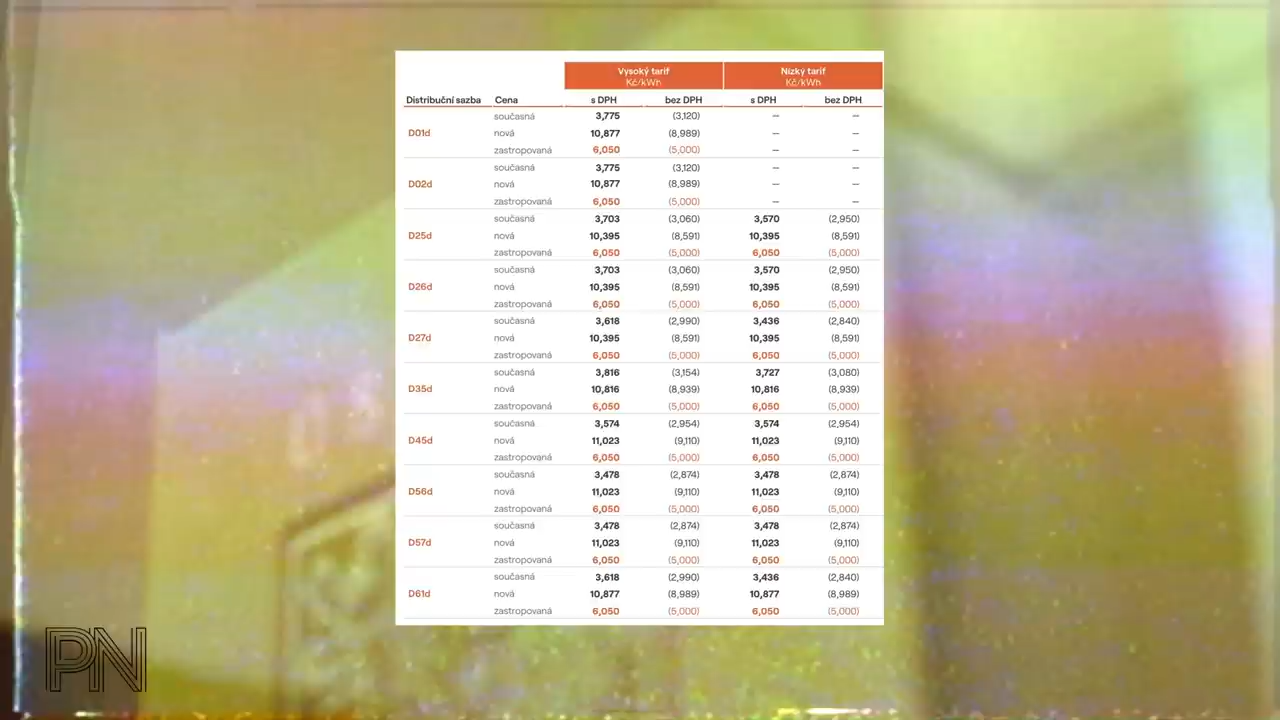 Vysoký tarif Nízký tarif
Kč/kWh Kč/kWh
Distribuční sazba Cena s DPH bez DPH s DPH bez DPH
současná 3,775 (3,120) – –
D01d nová 10,877 (8,989) – –
zastropovaná 6,050 (5,000) – –
současná 3,775 (3,120) – –
D02d nová 10,877 (8,989) – –
zastropovaná 6,050 (5,000) – –
současná 3,703 (3,060) 3,570 (2,950)
D25d nová 10,395 (8,591) 10,395 (8,591)
zastropovaná 6,050 (5,000) 6,050 (5,000)
současná 3,703 (3,060) 3,570 (2,950)
D26d nová 10,395 (8,591) 10,395 (8,591)
zastropovaná 6,050 (5,000) 6,050 (5,000)
současná 3,618 (2,990) 3,436 (2,840)
D27d nová 10,395 (8,591) 10,395 (8,591)
zastropovaná 6,050 (5,000) 6,050 (5,000)
současná 3,816 (3,154) 3,727 (3,080)
D35d nová 10,816 (8,939) 10,816 (8,939)
zastropovaná 6,050 (5,000) 6,050 (5,000)
současná 3,574 (2,954) 3,574 (2,954)
D45d nová 11,023 (9,110) 11,023 (9,110)
zastropovaná 6,050 (5,000) 6,050 (5,000)
současná 3,478 (2,874) 3,478 (2,874)
D56d nová 11,023 (9,110) 11,023 (9,110)
zastropovaná 6,050 (5,000) 6,050 (5,000)
současná 3,478 (2,874) 3,478 (2,874)
D57d nová 11,023 (9,110) 11,023 (9,110)
zastropovaná 6,050 (5,000) 6,050 (5,000)
současná 3,618 (2,990) 3,436 (2,840)
D61d nová 10,877 (8,989) 10,877 (8,989)
zastropovaná 6,050 (5,000) 6,050 (5,000)
PN